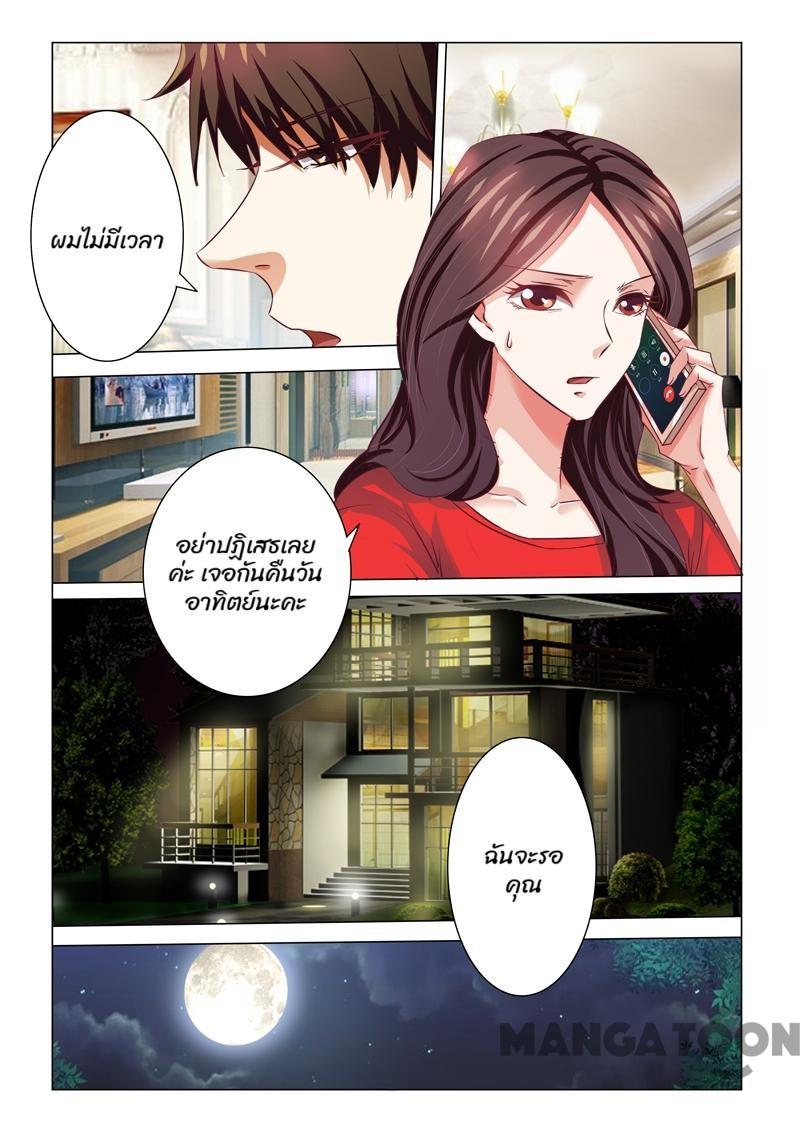 ผมไม่มีเวลา
อย่าปฏิเสธเลย
ค่ะ เจอกันคืนวัน
อาทิตย์นะคะ
ฉันจะรอ
คุณ
MANGATOON